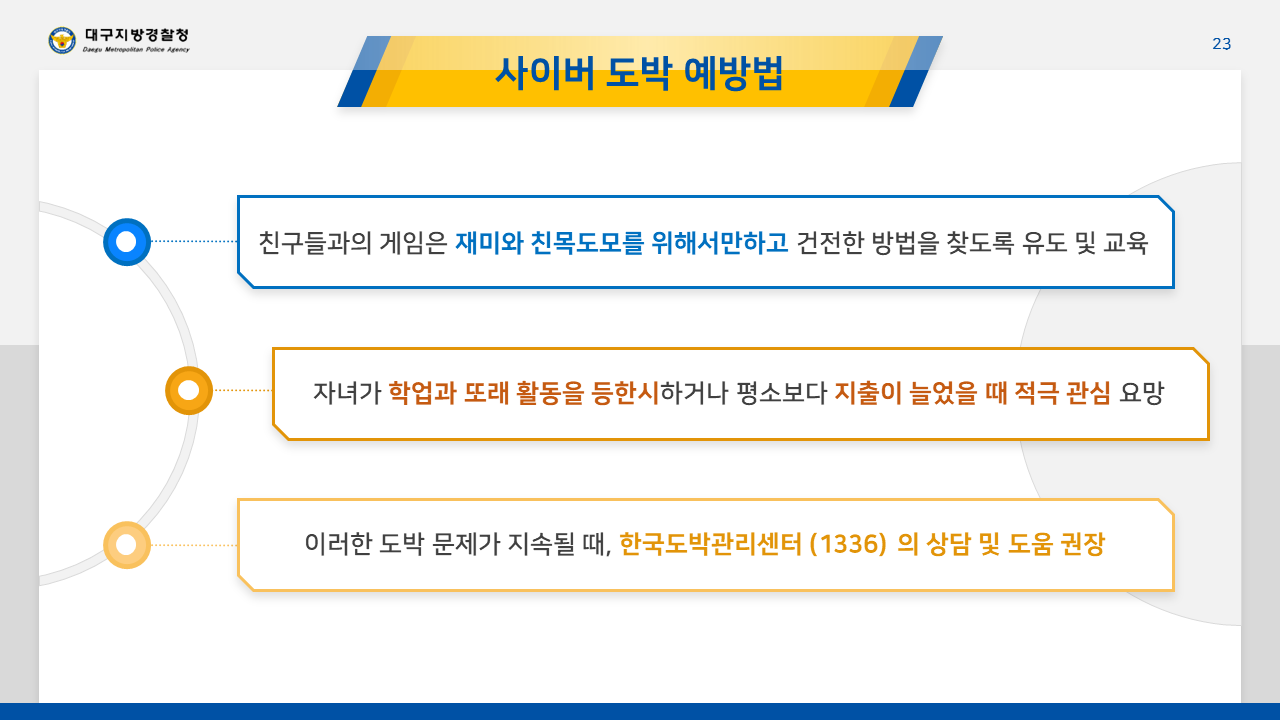 대구지방경찰청
Daegu Metropolitan Police Agency
23
사이버 도박 예방법
친구들과의 게임은 재미와 친목도모를 위해서만하고 건전한 방법을 찾도록 유도 및 교육
자녀가 학업과 또래 활동을 등한시하거나 평소보다 지출이 늘었을 때 적극 관심 요망
이러한 도박 문제가 지속될 때, 한국도박관리센터 (1336) 의 상담 및 도움 권장